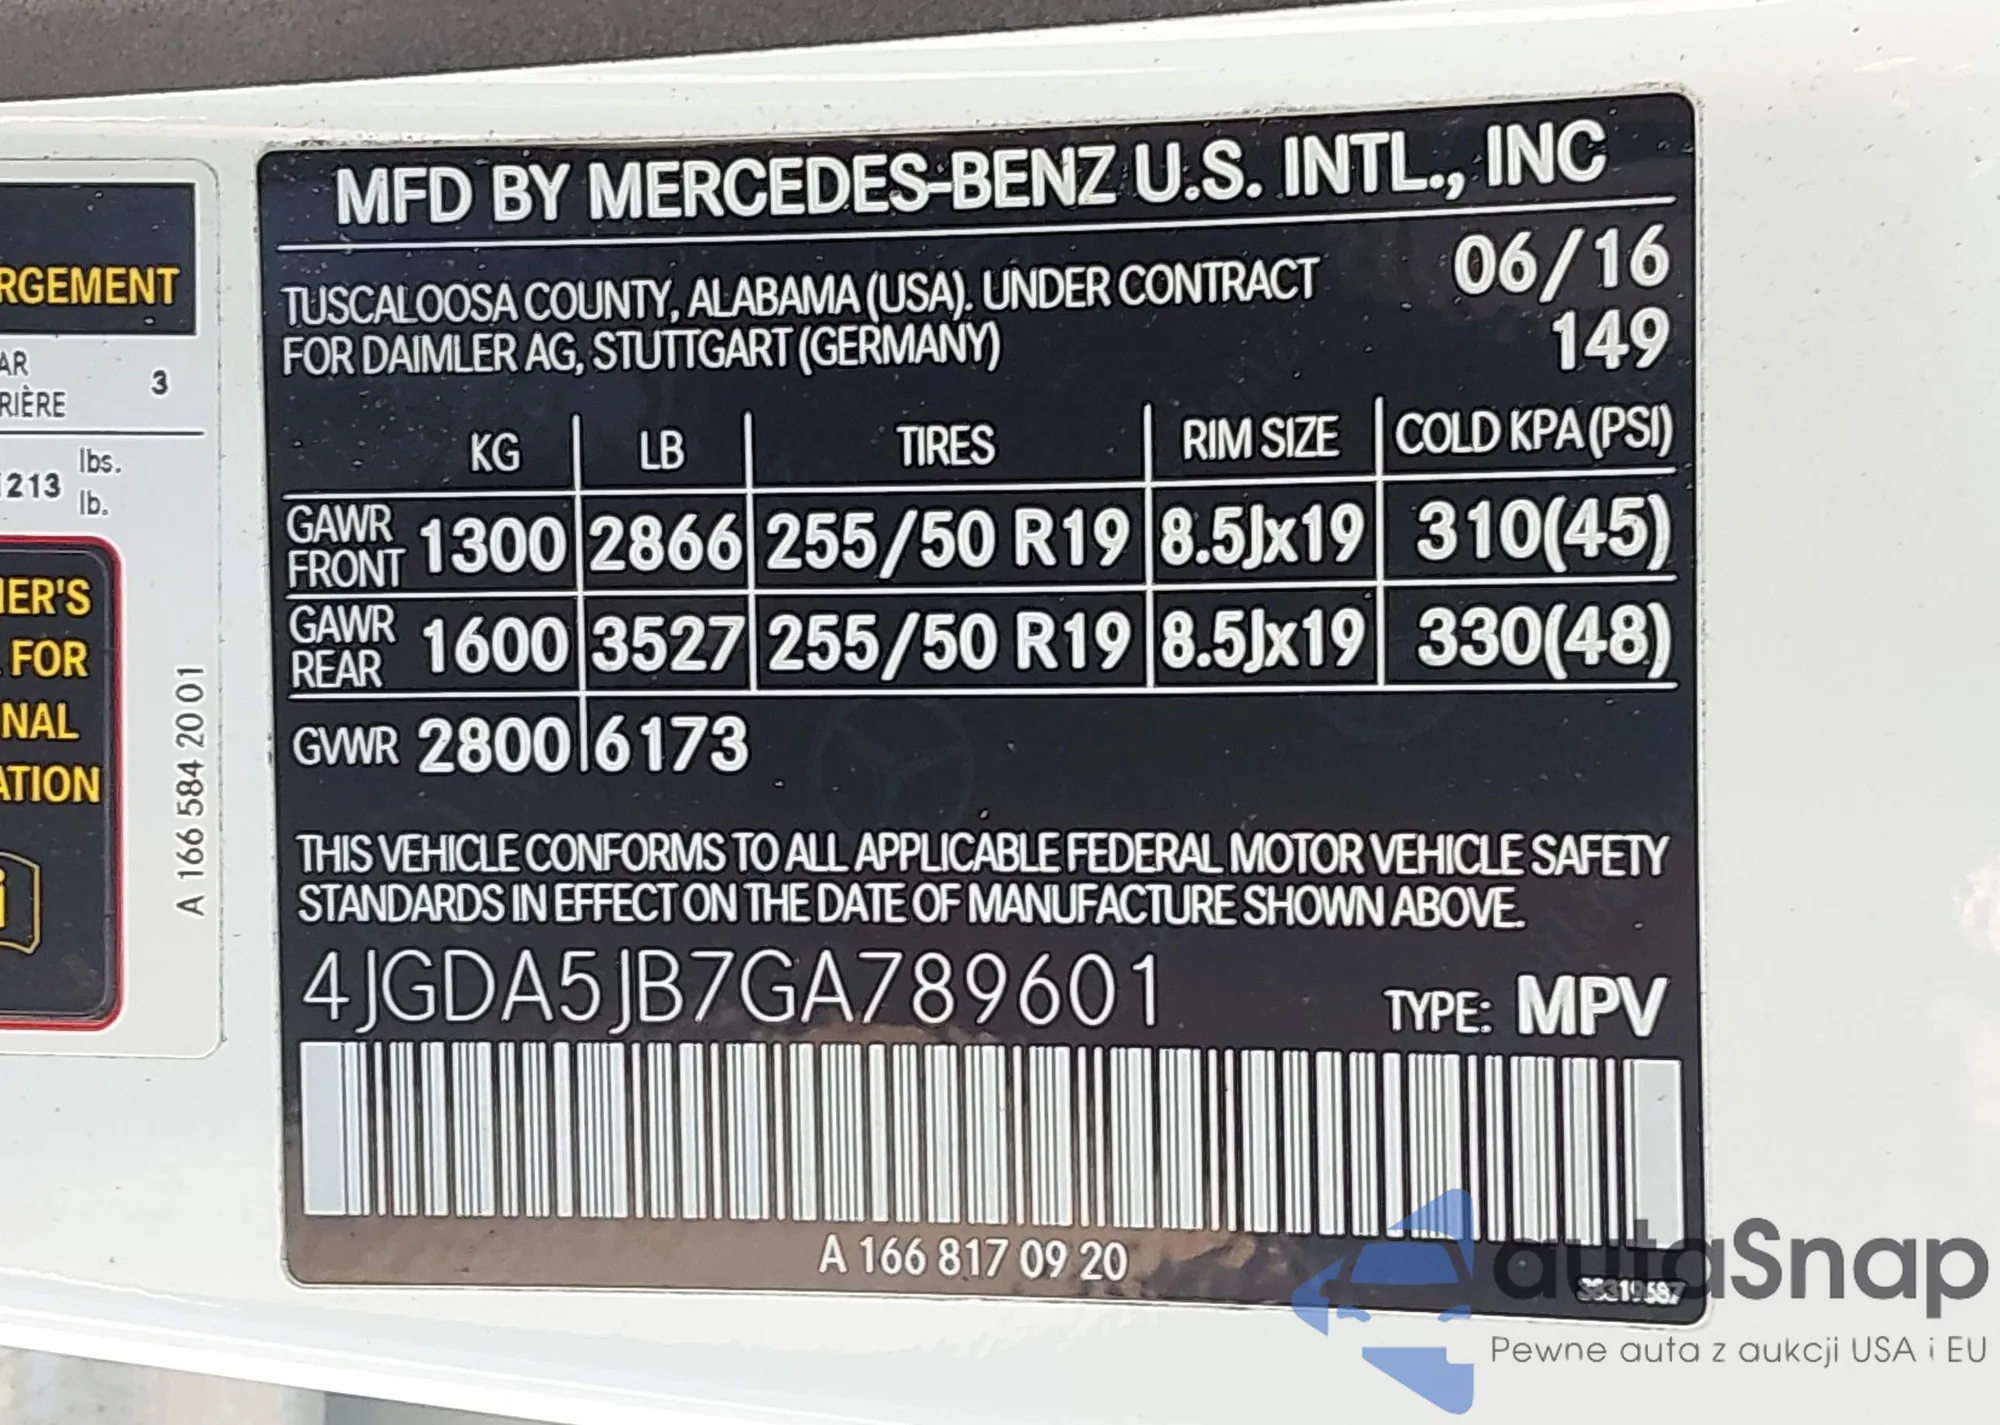 RGEMENT
AR
RIÈRE
3
lbs.
1213
lb.
IER'S
FOR
NAL
ATION
A 166 584 20 01
MFD BY MERCEDES-BENZ U.S. INTL., INC
TUSCALOOSA COUNTY, ALABAMA (USA). UNDER CONTRACT
FOR DAIMLER AG, STUTTGART (GERMANY)
06/16
149
KG LB TIRES RIM SIZE COLD KPA (PSI)
GAWR FRONT 1300 2866 255/50 R19 8.5Jx19 310(45)
GAWR REAR 1600 3527 255/50 R19 8.5Jx19 330(48)
GVWR 2800 6173
THIS VEHICLE CONFORMS TO ALL APPLICABLE FEDERAL MOTOR VEHICLE SAFETY
STANDARDS IN EFFECT ON THE DATE OF MANUFACTURE SHOWN ABOVE.
4JGDA5JB7GA789601
TYPE: MPV
A 166 817 09 20
autaSnap
Pewne auta z aukcji USA i EU